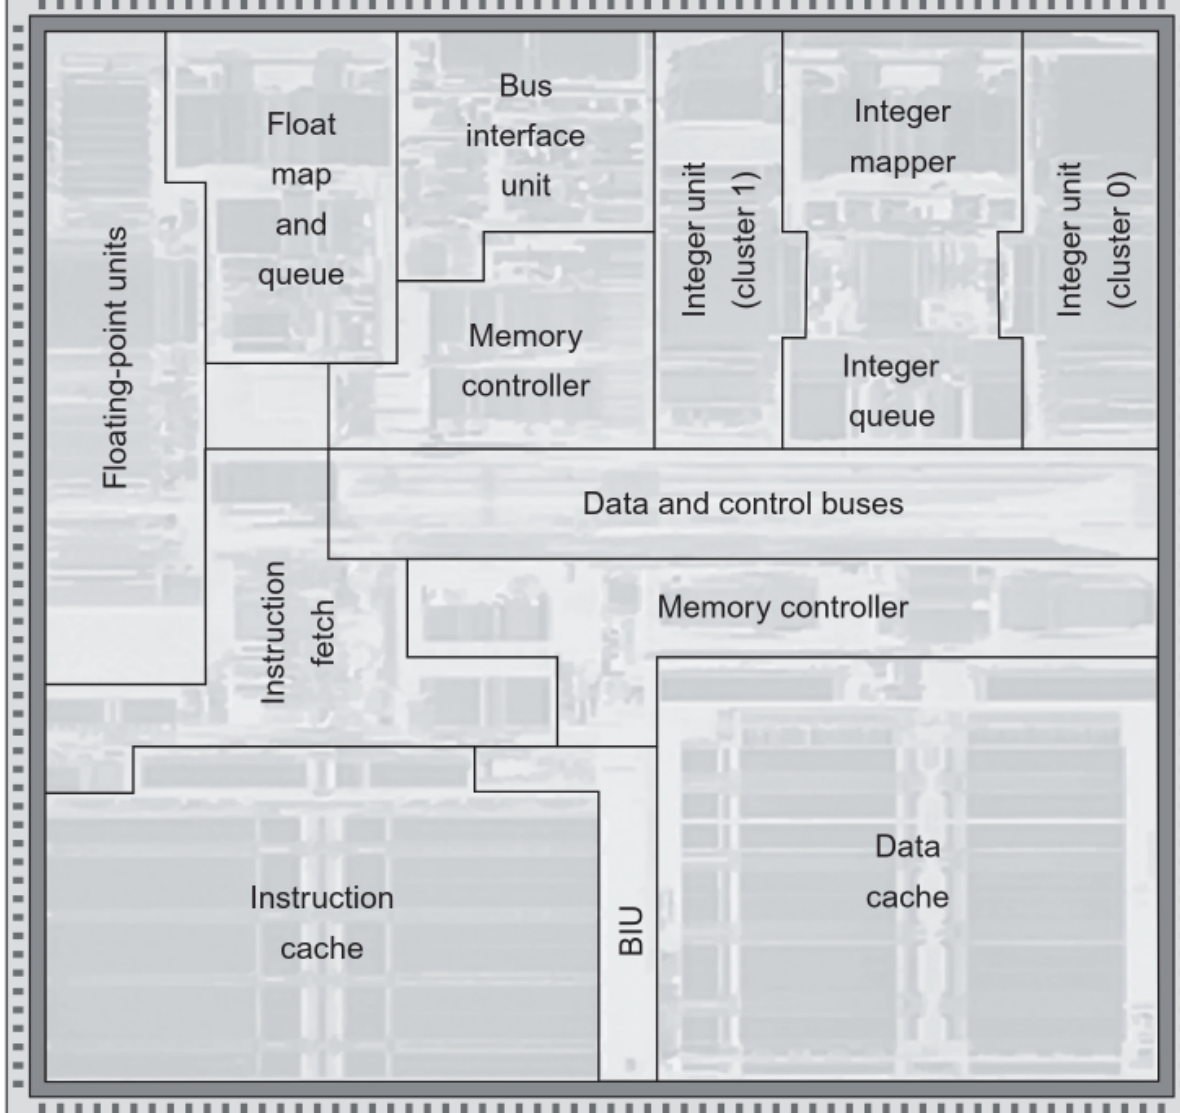 Float
map
and
queue
Bus
interface
unit
Integer unit
(cluster 1)
Integer
mapper
Integer unit
(cluster 0)
Floating-point units
Memory
controller
Integer
queue
Data and control buses
Instruction
fetch
Memory controller
Instruction
cache
BIU
Data
cache